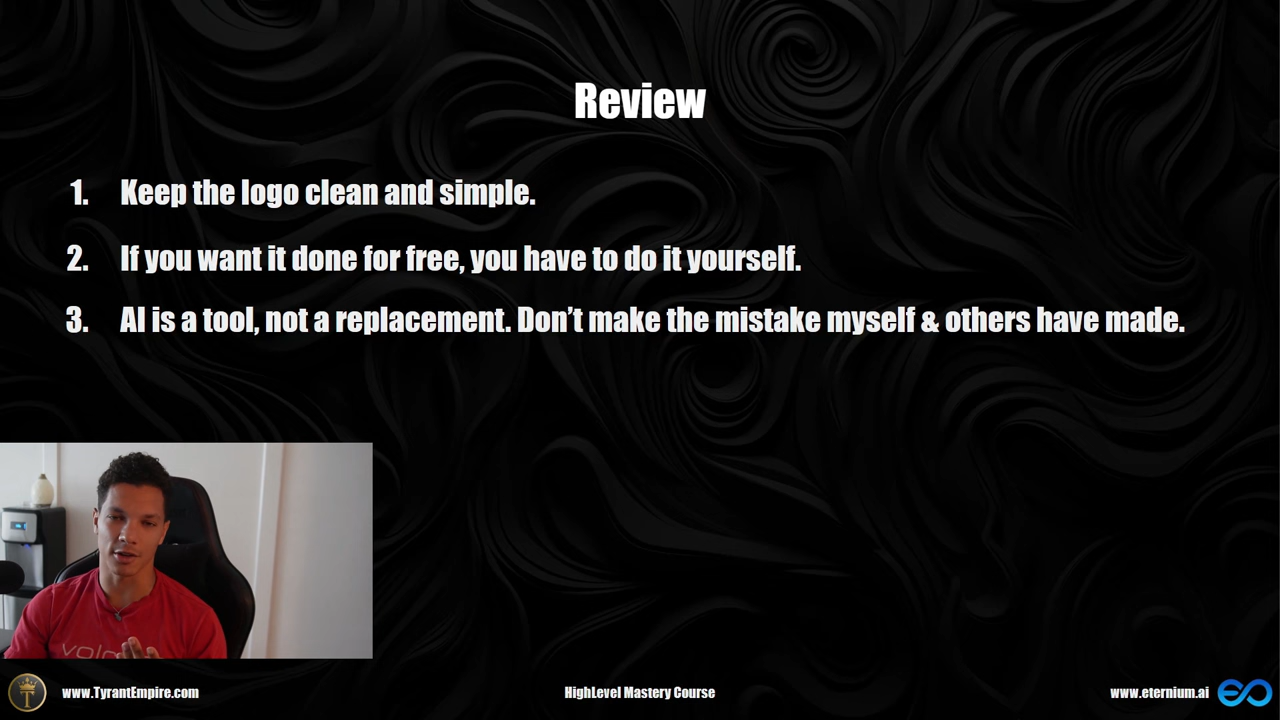 Review
1. Keep the logo clean and simple.
2. If you want it done for free, you have to do it yourself.
3. AI is a tool, not a replacement. Don’t make the mistake myself & others have made.
T
www.TyrantEmpire.com
HighLevel Mastery Course
www.eternium.ai